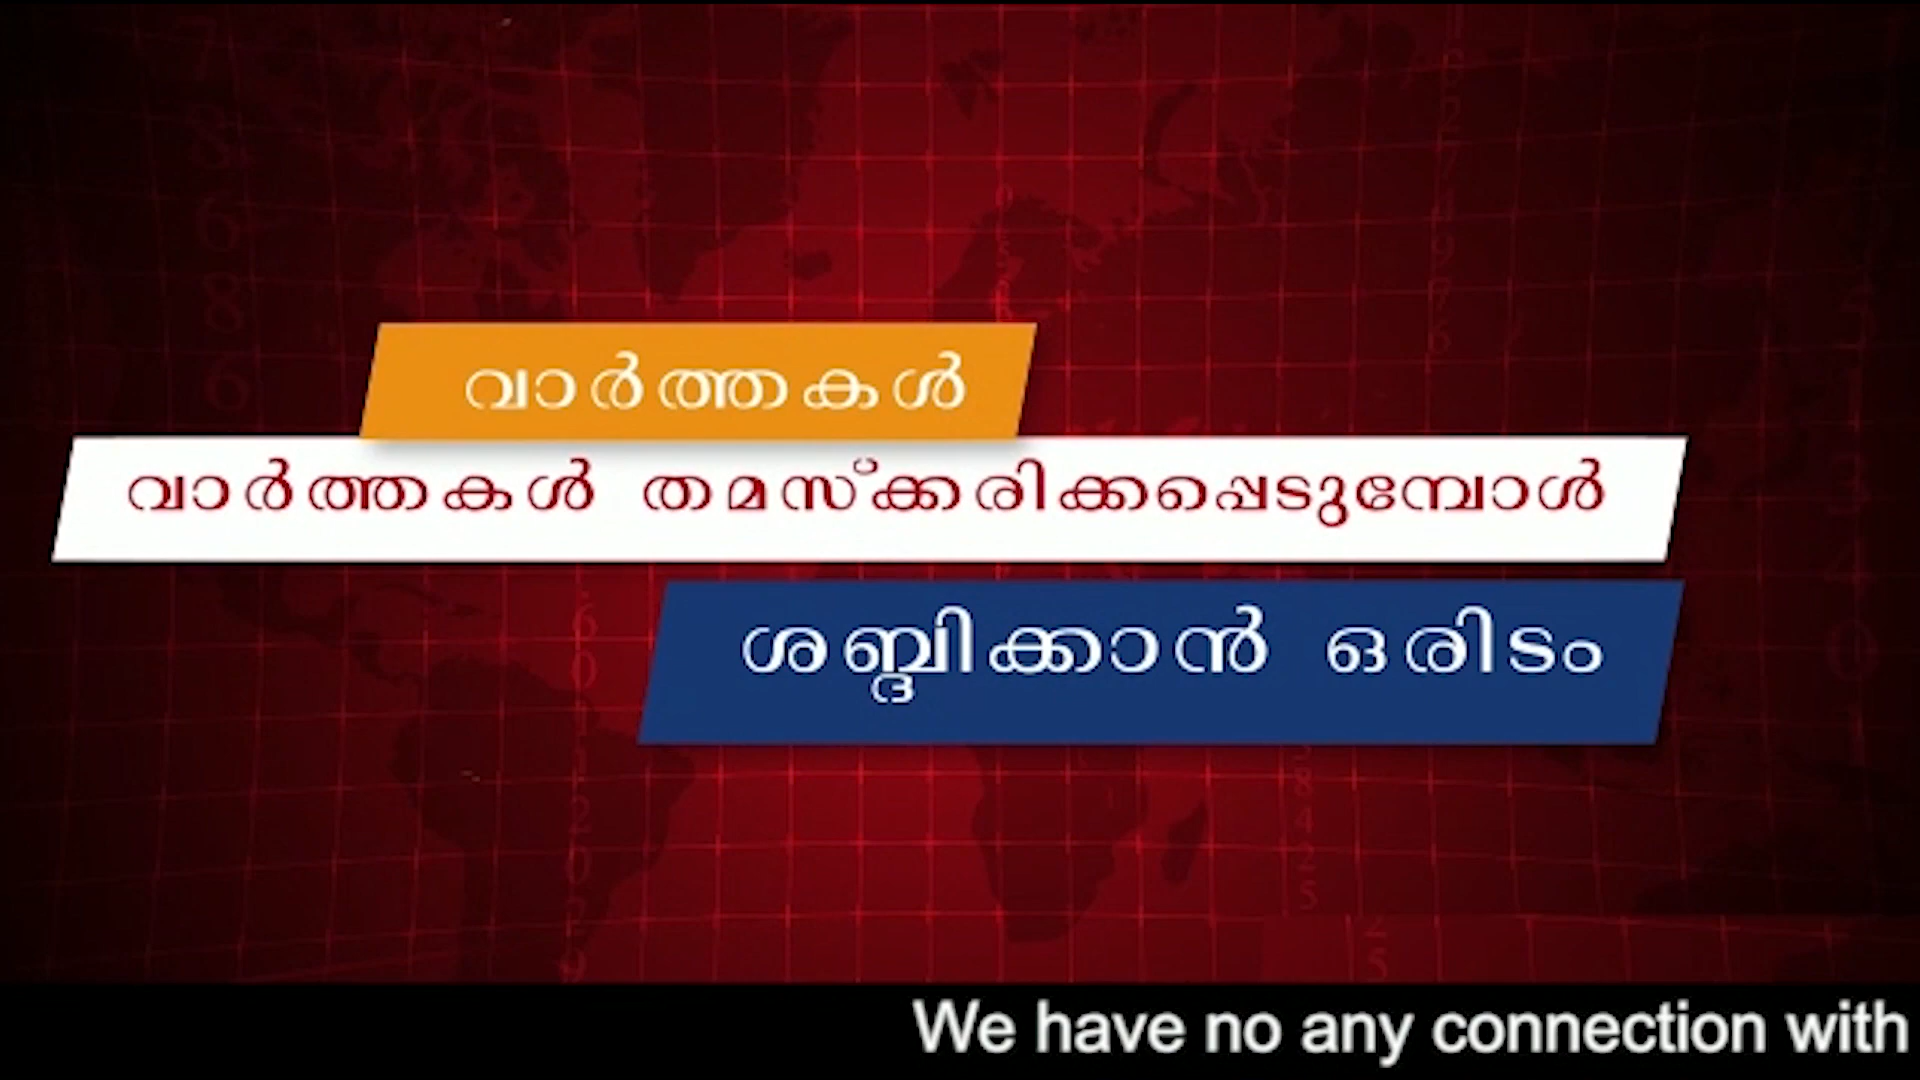 വാർത്തകൾ
വാർത്തകൾ തമസ്ക്കരിക്കപ്പെടുമ്പോൾ
ശബ്ദിക്കാൻ ഒരിടം
We have no any connection with